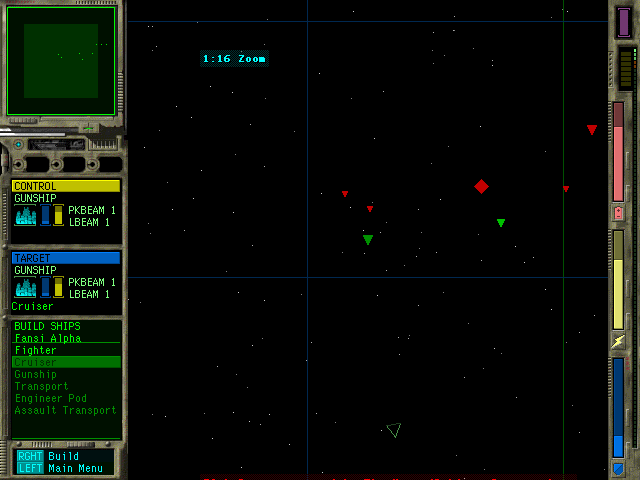 1:16 Zoom
CONTROL
GUNSHIP
PKBEAM 1
LBEAM 1
TARGET
GUNSHIP
PKBEAM 1
LBEAM 1
Cruiser
BUILD SHIPS
Fansi Alpha
Fighter
Cruiser
Gunship
Transport
Engineer Pod
Assault Transport
RGHT Build
LEFT Main Menu